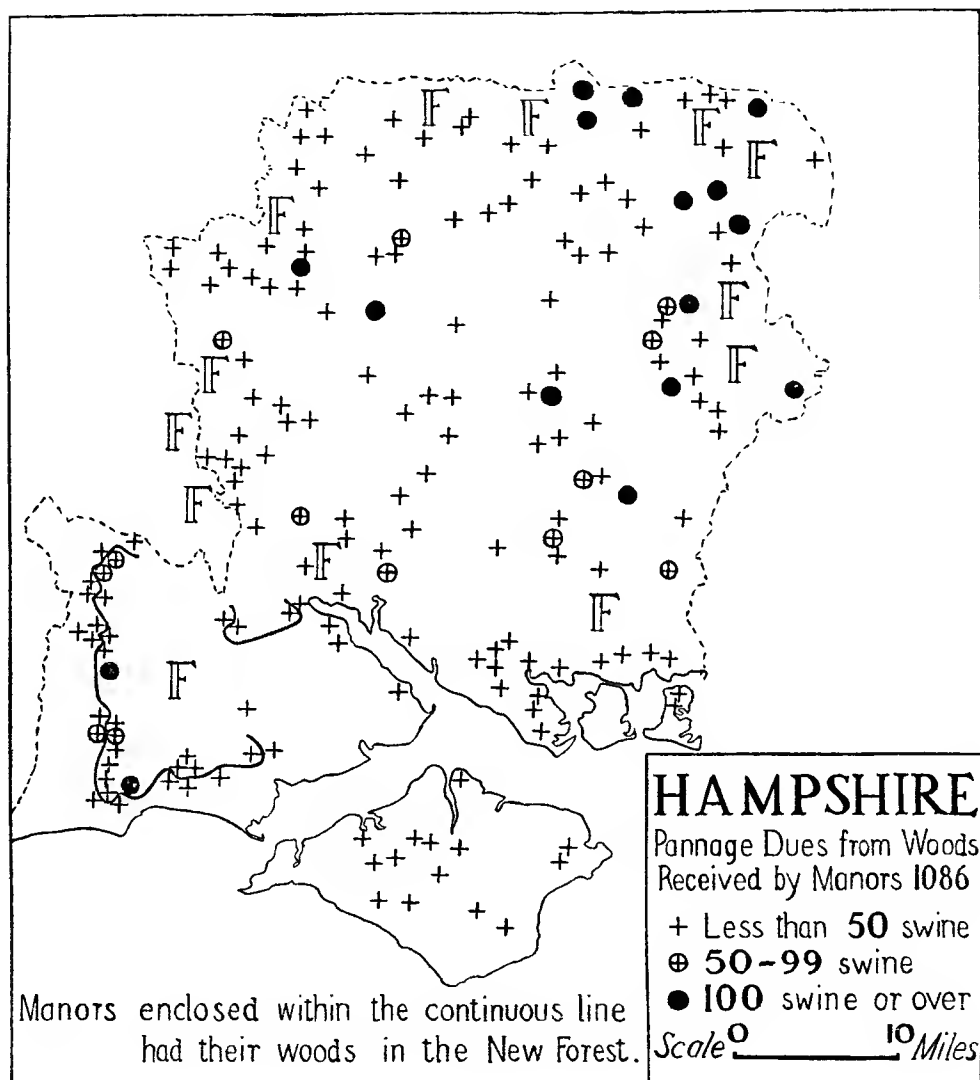 F
F
F
F
F
F
F
F
F
F
F
F
F
HAMPSHIRE
Pannage Dues from Woods
Received by Manors 1086
+ Less than 50 swine
⊕ 50-99 swine
● 100 swine or over
Scale 0 10 Miles
Manors enclosed within the continuous line
had their woods in the New Forest.